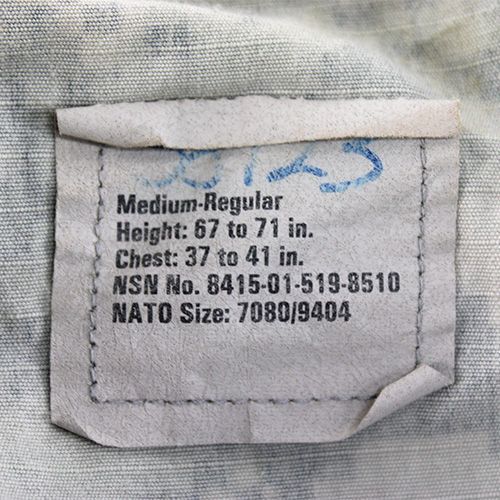 Medium-Regular
Height: 67 to 71 in.
Chest: 37 to 41 in.
NSN No. 8415-01-519-8510
NATO Size: 7080/9404